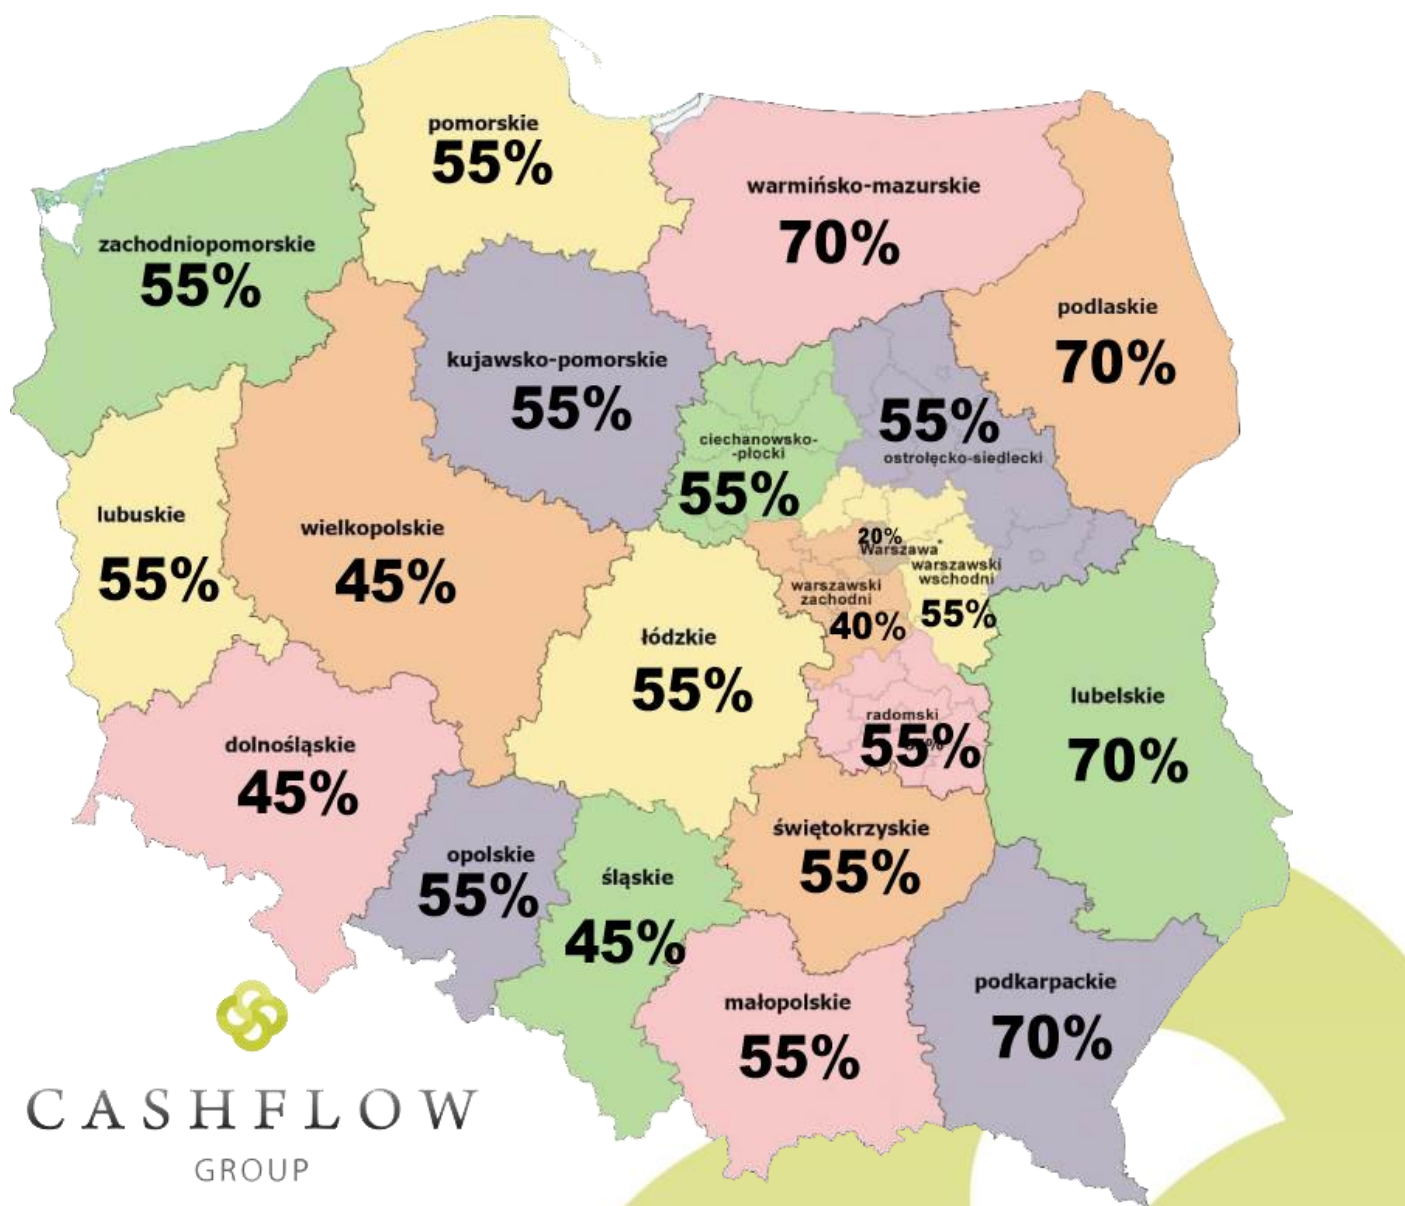 pomorskie
55%
warmińsko-mazurskie
70%
zachodniopomorskie
55%
podlaskie
70%
kujawsko-pomorskie
55%
ciechanowsko-
-płocki
55%
55%
ostrołęcko-siedlecki
lubuskie
55%
wielkopolskie
45%
20%
Warszawa
warszawski
wschodni
55%
warszawski
zachodni
40%
łódzkie
55%
radomski
55%
lubelskie
70%
dolnośląskie
45%
opolskie
55%
śląskie
45%
świętokrzyskie
55%
małopolskie
55%
podkarpackie
70%
CASHFLOW
GROUP